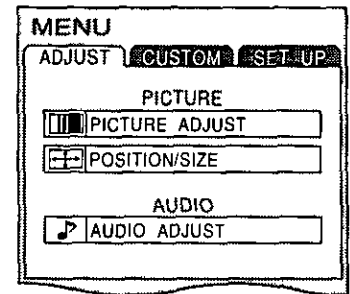 MENU
ADJUST CUSTOM SET UP
PICTURE
PICTURE ADJUST
POSITION/SIZE
AUDIO
AUDIO ADJUST